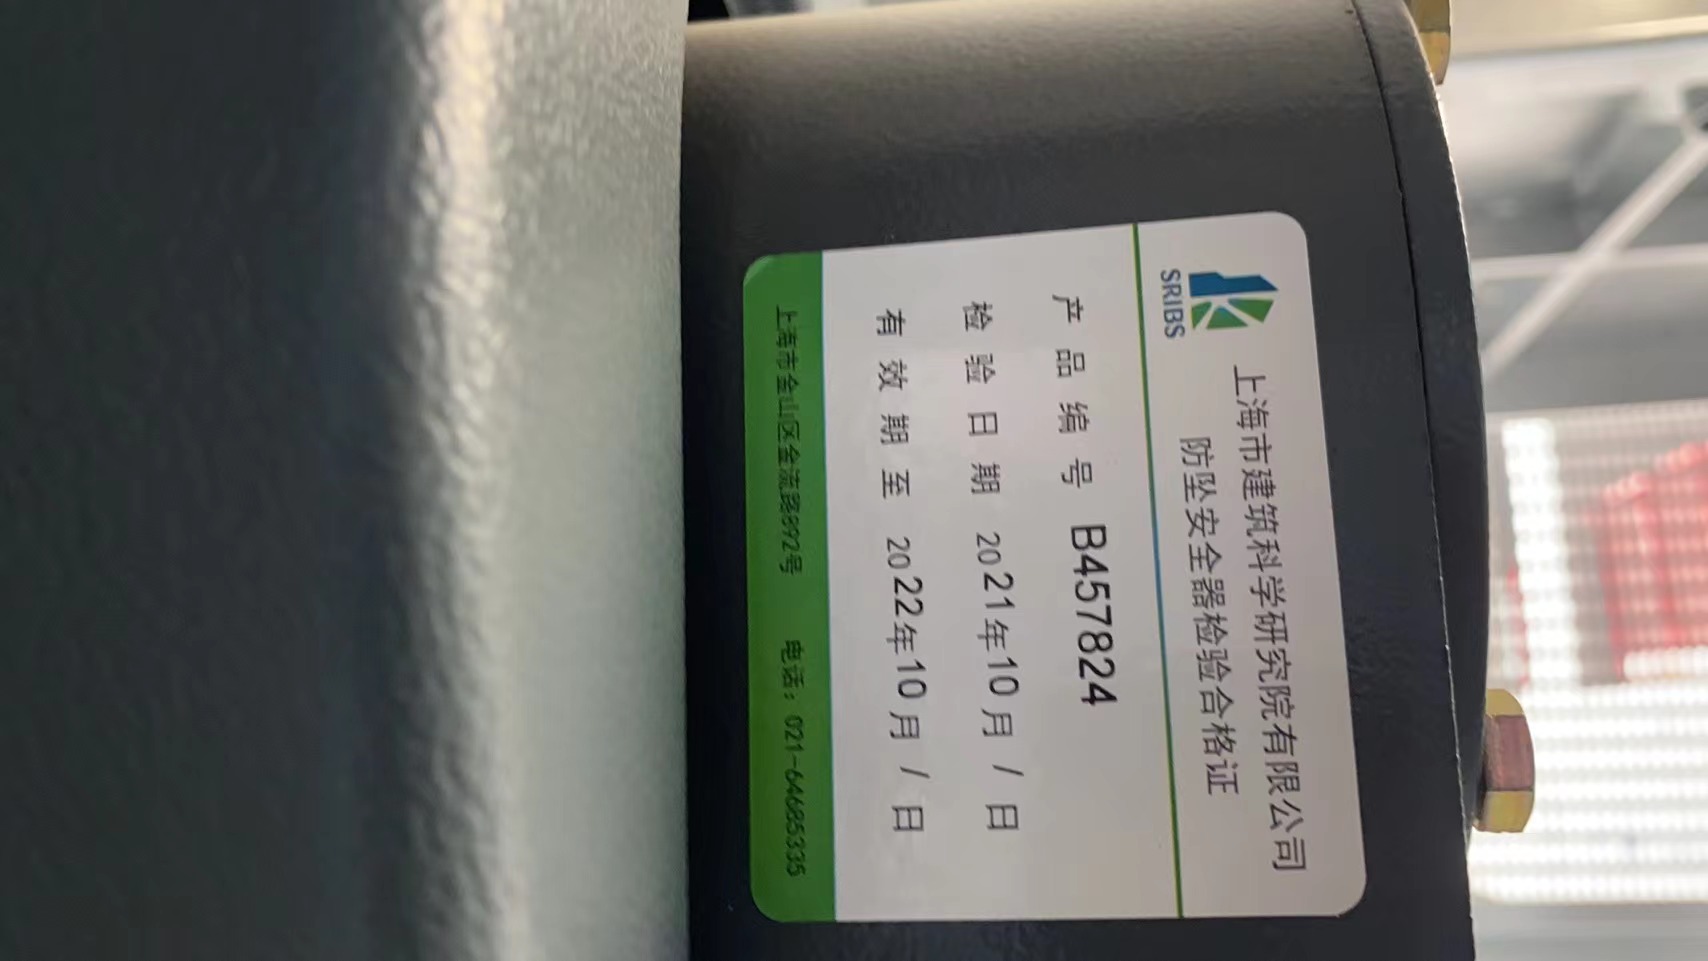 SRIBS
上海市建筑科学研究院有限公司
防坠安全器检验合格证
产品编号 B457824
检验日期 2021年10月/日
有效期至 2022年10月/日
上海市金山区金流路892号 电话：021-64685335